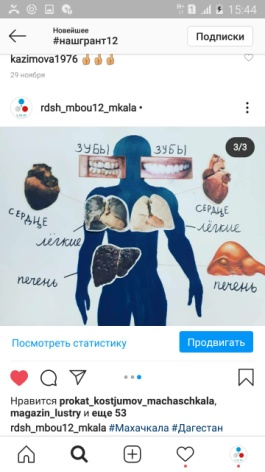 15:44
Новейшее
#нашгрант12
Подписки
kazimova1976
29 ноября
rdsh_mbou12_mkala •
3/3
ЗУБЫ ЗУБЫ
СЕРДЦЕ СЕРДЦЕ
лёгкие лёгкие
печень печень
Посмотреть статистику
Продвигать
Нравится prokat_kostjumov_machaschkala,
magazin_lustry и еще 53
rdsh_mbou12_mkala #Махачкала #Дагестан